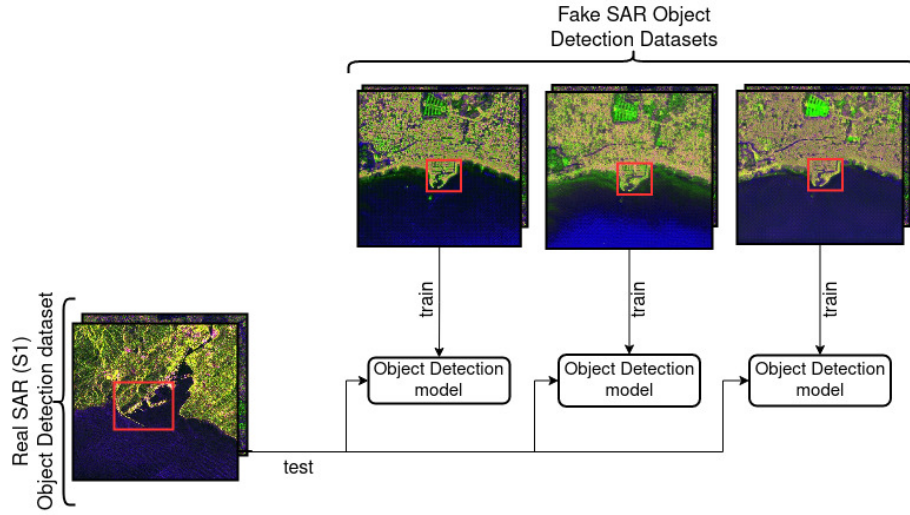 Fake SAR Object
Detection Datasets
train
train
train
Real SAR (S1)
Object Detection dataset
Object Detection
model
Object Detection
model
Object Detection
model
test